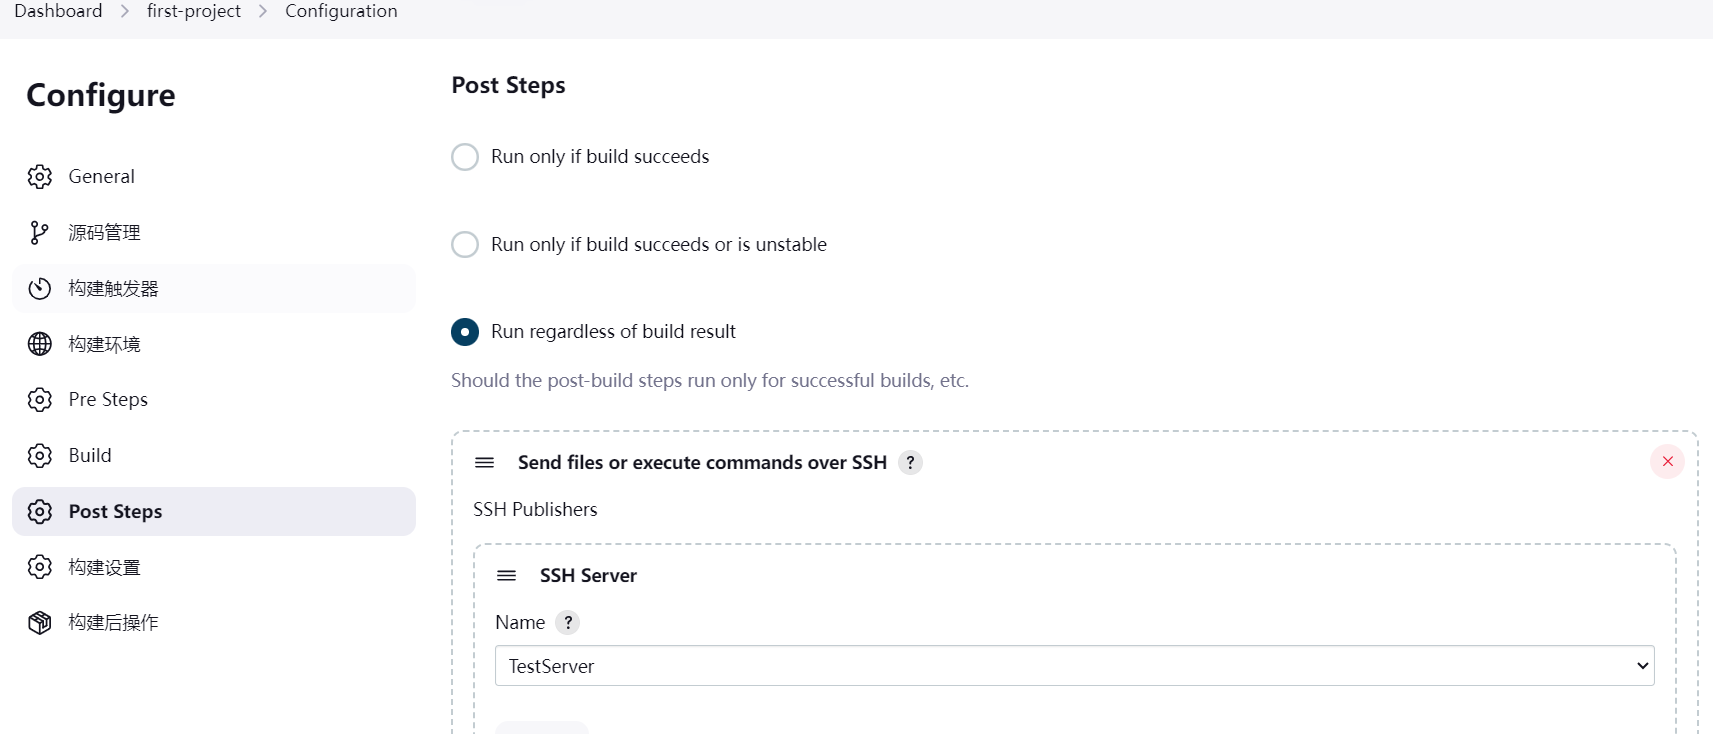 Dashboard > first-project > Configuration
Configure
General
源码管理
构建触发器
构建环境
Pre Steps
Build
Post Steps
构建设置
构建后操作
Post Steps
Run only if build succeeds
Run only if build succeeds or is unstable
Run regardless of build result
Should the post-build steps run only for successful builds, etc.
Send files or execute commands over SSH ?
SSH Publishers
SSH Server
Name ?
TestServer